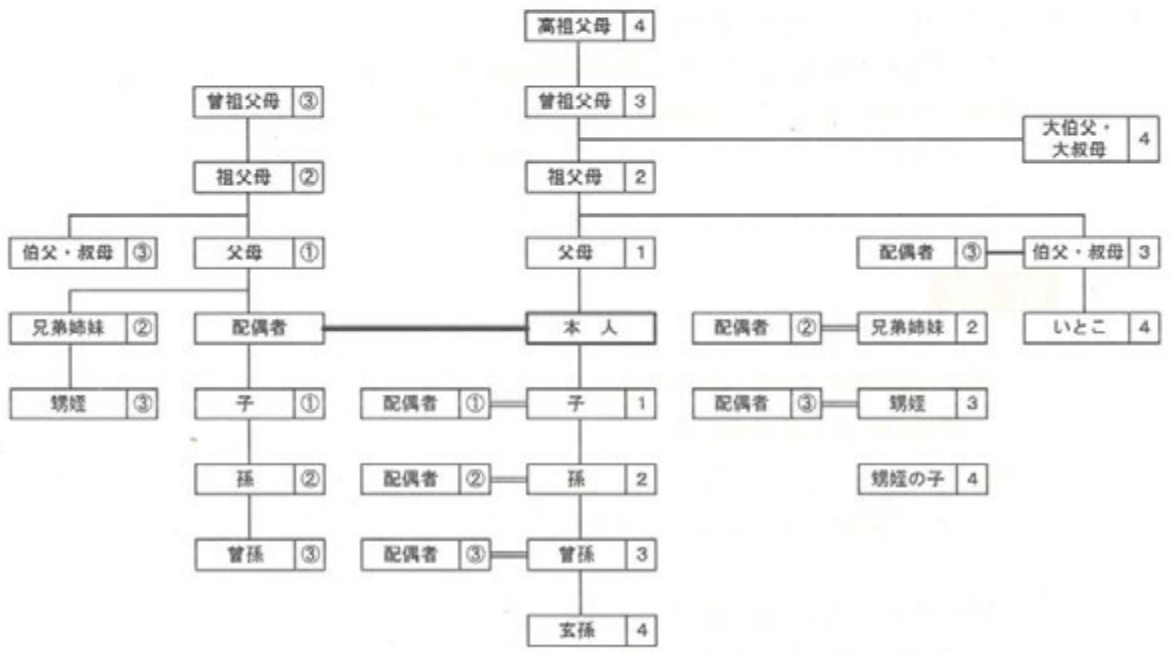 高祖父母 4
曾祖父母 ③
曾祖父母 3
大伯父・
大叔母 4
祖父母 ②
祖父母 2
伯父・叔母 ③
父母 ①
父母 1
配偶者 ③
伯父・叔母 3
兄弟姉妹 ②
配偶者
本 人
配偶者 ②
兄弟姉妹 2
いとこ 4
甥姪 ③
子 ①
配偶者 ①
子 1
配偶者 ③
甥姪 3
孫 ②
配偶者 ②
孫 2
甥姪の子 4
曾孫 ③
配偶者 ③
曾孫 3
玄孫 4